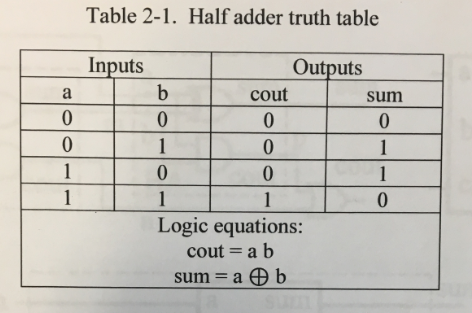 Table 2-1. Half adder truth table
Inputs Outputs
a b cout sum
0 0 0 0
0 1 0 1
1 0 0 1
1 1 1 0
Logic equations:
cout = a b
sum = a ⊕ b